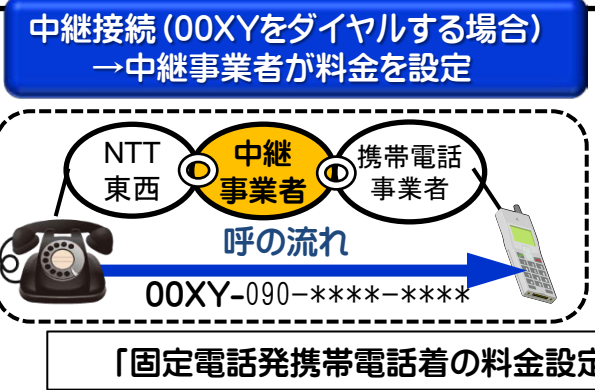 中継接続(00XYをダイヤルする場合)
→中継事業者が料金を設定
NTT
東西
中継
事業者
携帯電話
事業者
呼の流れ
00XY-090-****-****
「固定電話発携帯電話着の料金設定